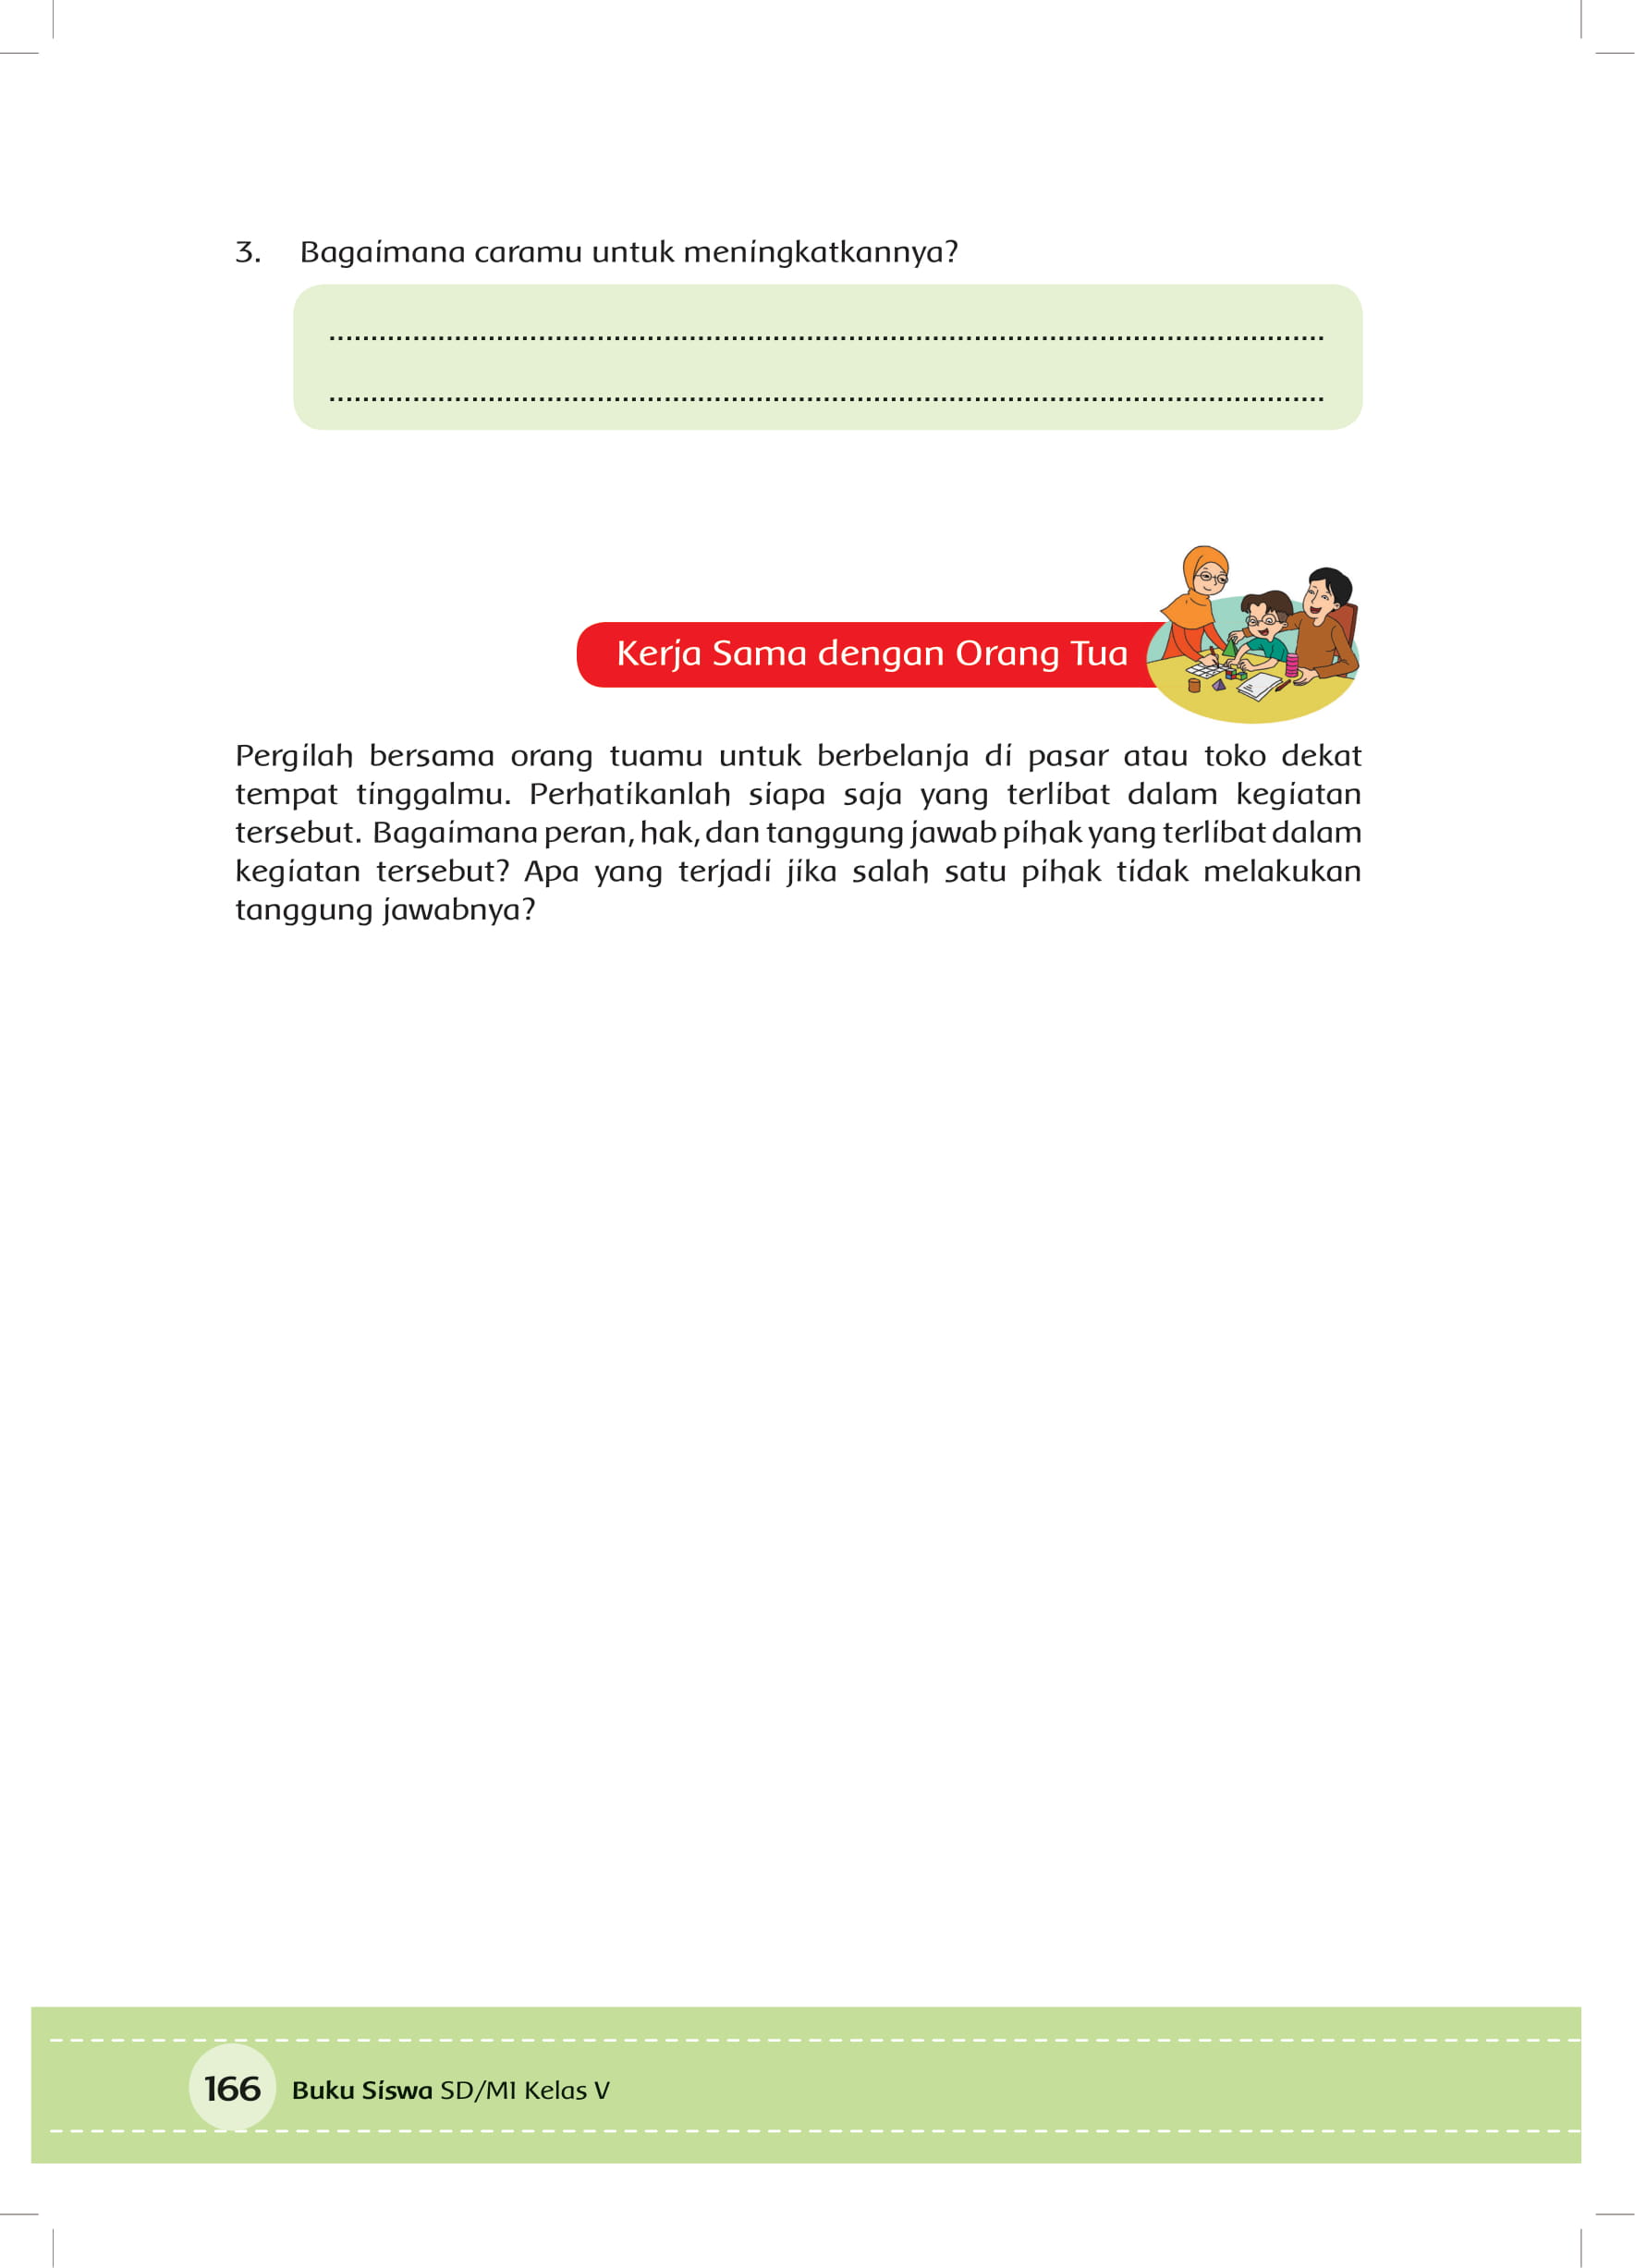 3. Bagaimana caramu untuk meningkatkannya?
Kerja Sama dengan Orang Tua
Pergilah bersama orang tuamu untuk berbelanja di pasar atau toko dekat
tempat tinggalmu. Perhatikanlah siapa saja yang terlibat dalam kegiatan
tersebut. Bagaimana peran, hak, dan tanggung jawab pihak yang terlibat dalam
kegiatan tersebut? Apa yang terjadi jika salah satu pihak tidak melakukan
tanggung jawabnya?
166 Buku Siswa SD/MI Kelas V